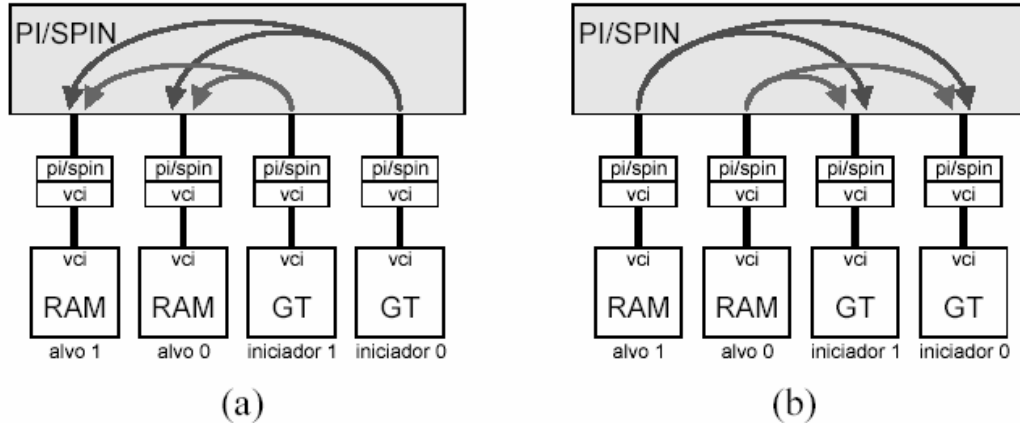 PI/SPIN
pi/spin pi/spin pi/spin pi/spin
vci vci vci vci
vci vci vci vci
RAM RAM GT GT
alvo 1 alvo 0 iniciador 1 iniciador 0
(a)
PI/SPIN
pi/spin pi/spin pi/spin pi/spin
vci vci vci vci
vci vci vci vci
RAM RAM GT GT
alvo 1 alvo 0 iniciador 1 iniciador 0
(b)